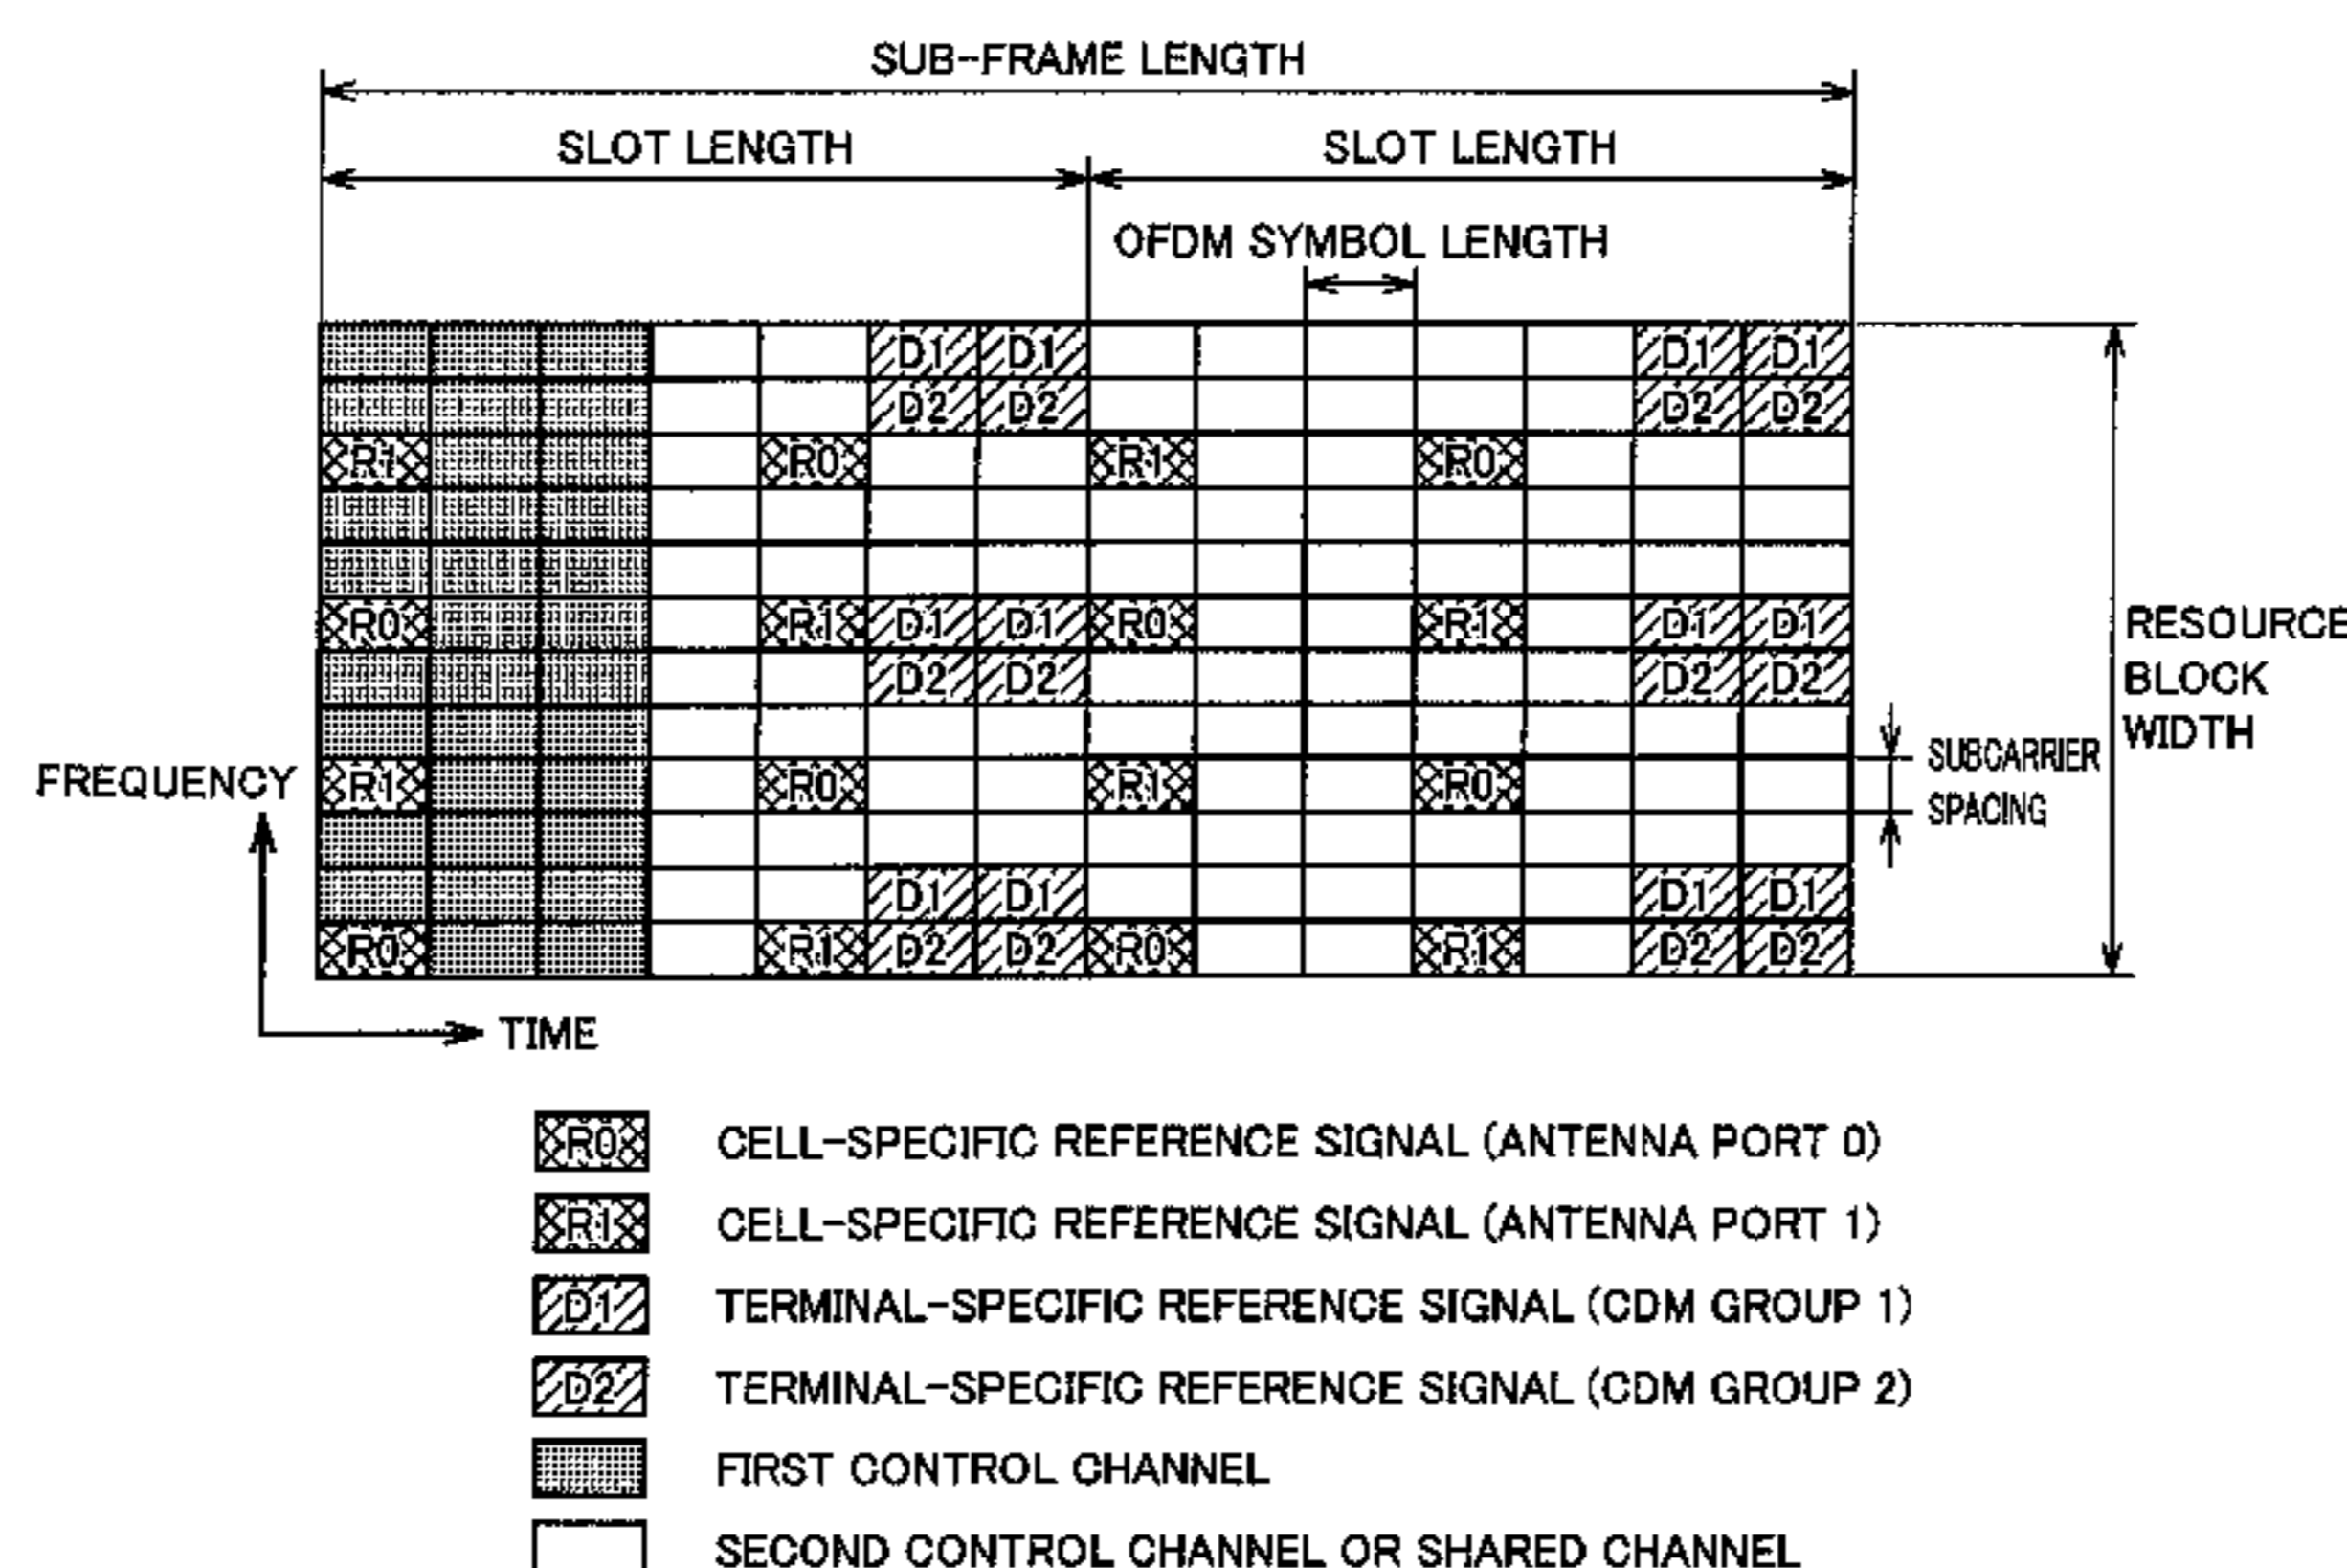 SUB-FRAME LENGTH
SLOT LENGTH SLOT LENGTH
OFDM SYMBOL LENGTH
D1 D1 D1 D1
D2 D2 D2 D2
R1 R0 R1 R0
R0 R1 D1 D1 R0 R1 D1 D1
D2 D2 D2 D2
R1 R0 R1 R0
D1 D1 D1 D1
R0 R1 D2 D2 R0 R1 D2 D2
RESOURCE
BLOCK
WIDTH
SUBCARRIER
SPACING
FREQUENCY
TIME
R0 CELL-SPECIFIC REFERENCE SIGNAL (ANTENNA PORT 0)
R1 CELL-SPECIFIC REFERENCE SIGNAL (ANTENNA PORT 1)
D1 TERMINAL-SPECIFIC REFERENCE SIGNAL (CDM GROUP 1)
D2 TERMINAL-SPECIFIC REFERENCE SIGNAL (CDM GROUP 2)
FIRST CONTROL CHANNEL
SECOND CONTROL CHANNEL OR SHARED CHANNEL